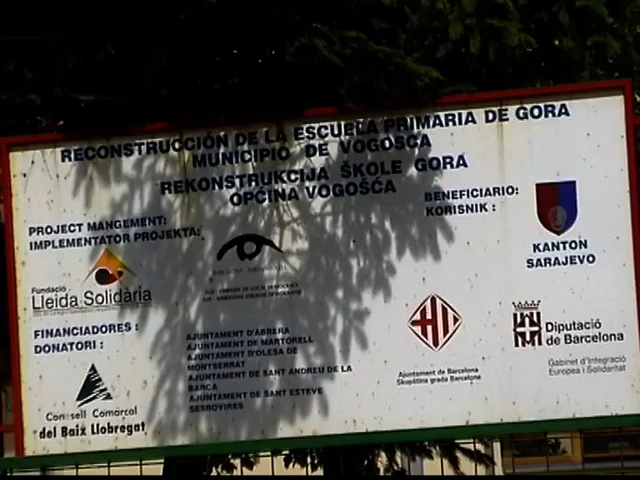 RECONSTRUCCIÓN DE LA ESCUELA PRIMARIA DE GORA
MUNICIPIO DE VOGOSCA
REKONSTRUKCIJA ŠKOLE GORA
OPĆINA VOGOŠĆA
BENEFICIARIO:
KORISNIK :
PROJECT MANGEMENT:
IMPLEMENTATOR PROJEKTA:
KANTON
SARAJEVO
Fundació
Lleida Solidària
FINANCIADORES :
DONATORI :
AJUNTAMENT D'ABRERA
AJUNTAMENT DE MARTORELL
AJUNTAMENT D'OLESA DE
MONTSERRAT
AJUNTAMENT DE SANT ANDREU DE LA
BARCA
AJUNTAMENT DE SANT ESTEVE
SESROVIRES
Ajuntament de Barcelona
Skupština grada Barcelona
Diputació
de Barcelona
Gabinet d'Integració
Europea i Solidaritat
Consell Comarcal
del Baix Llobregat